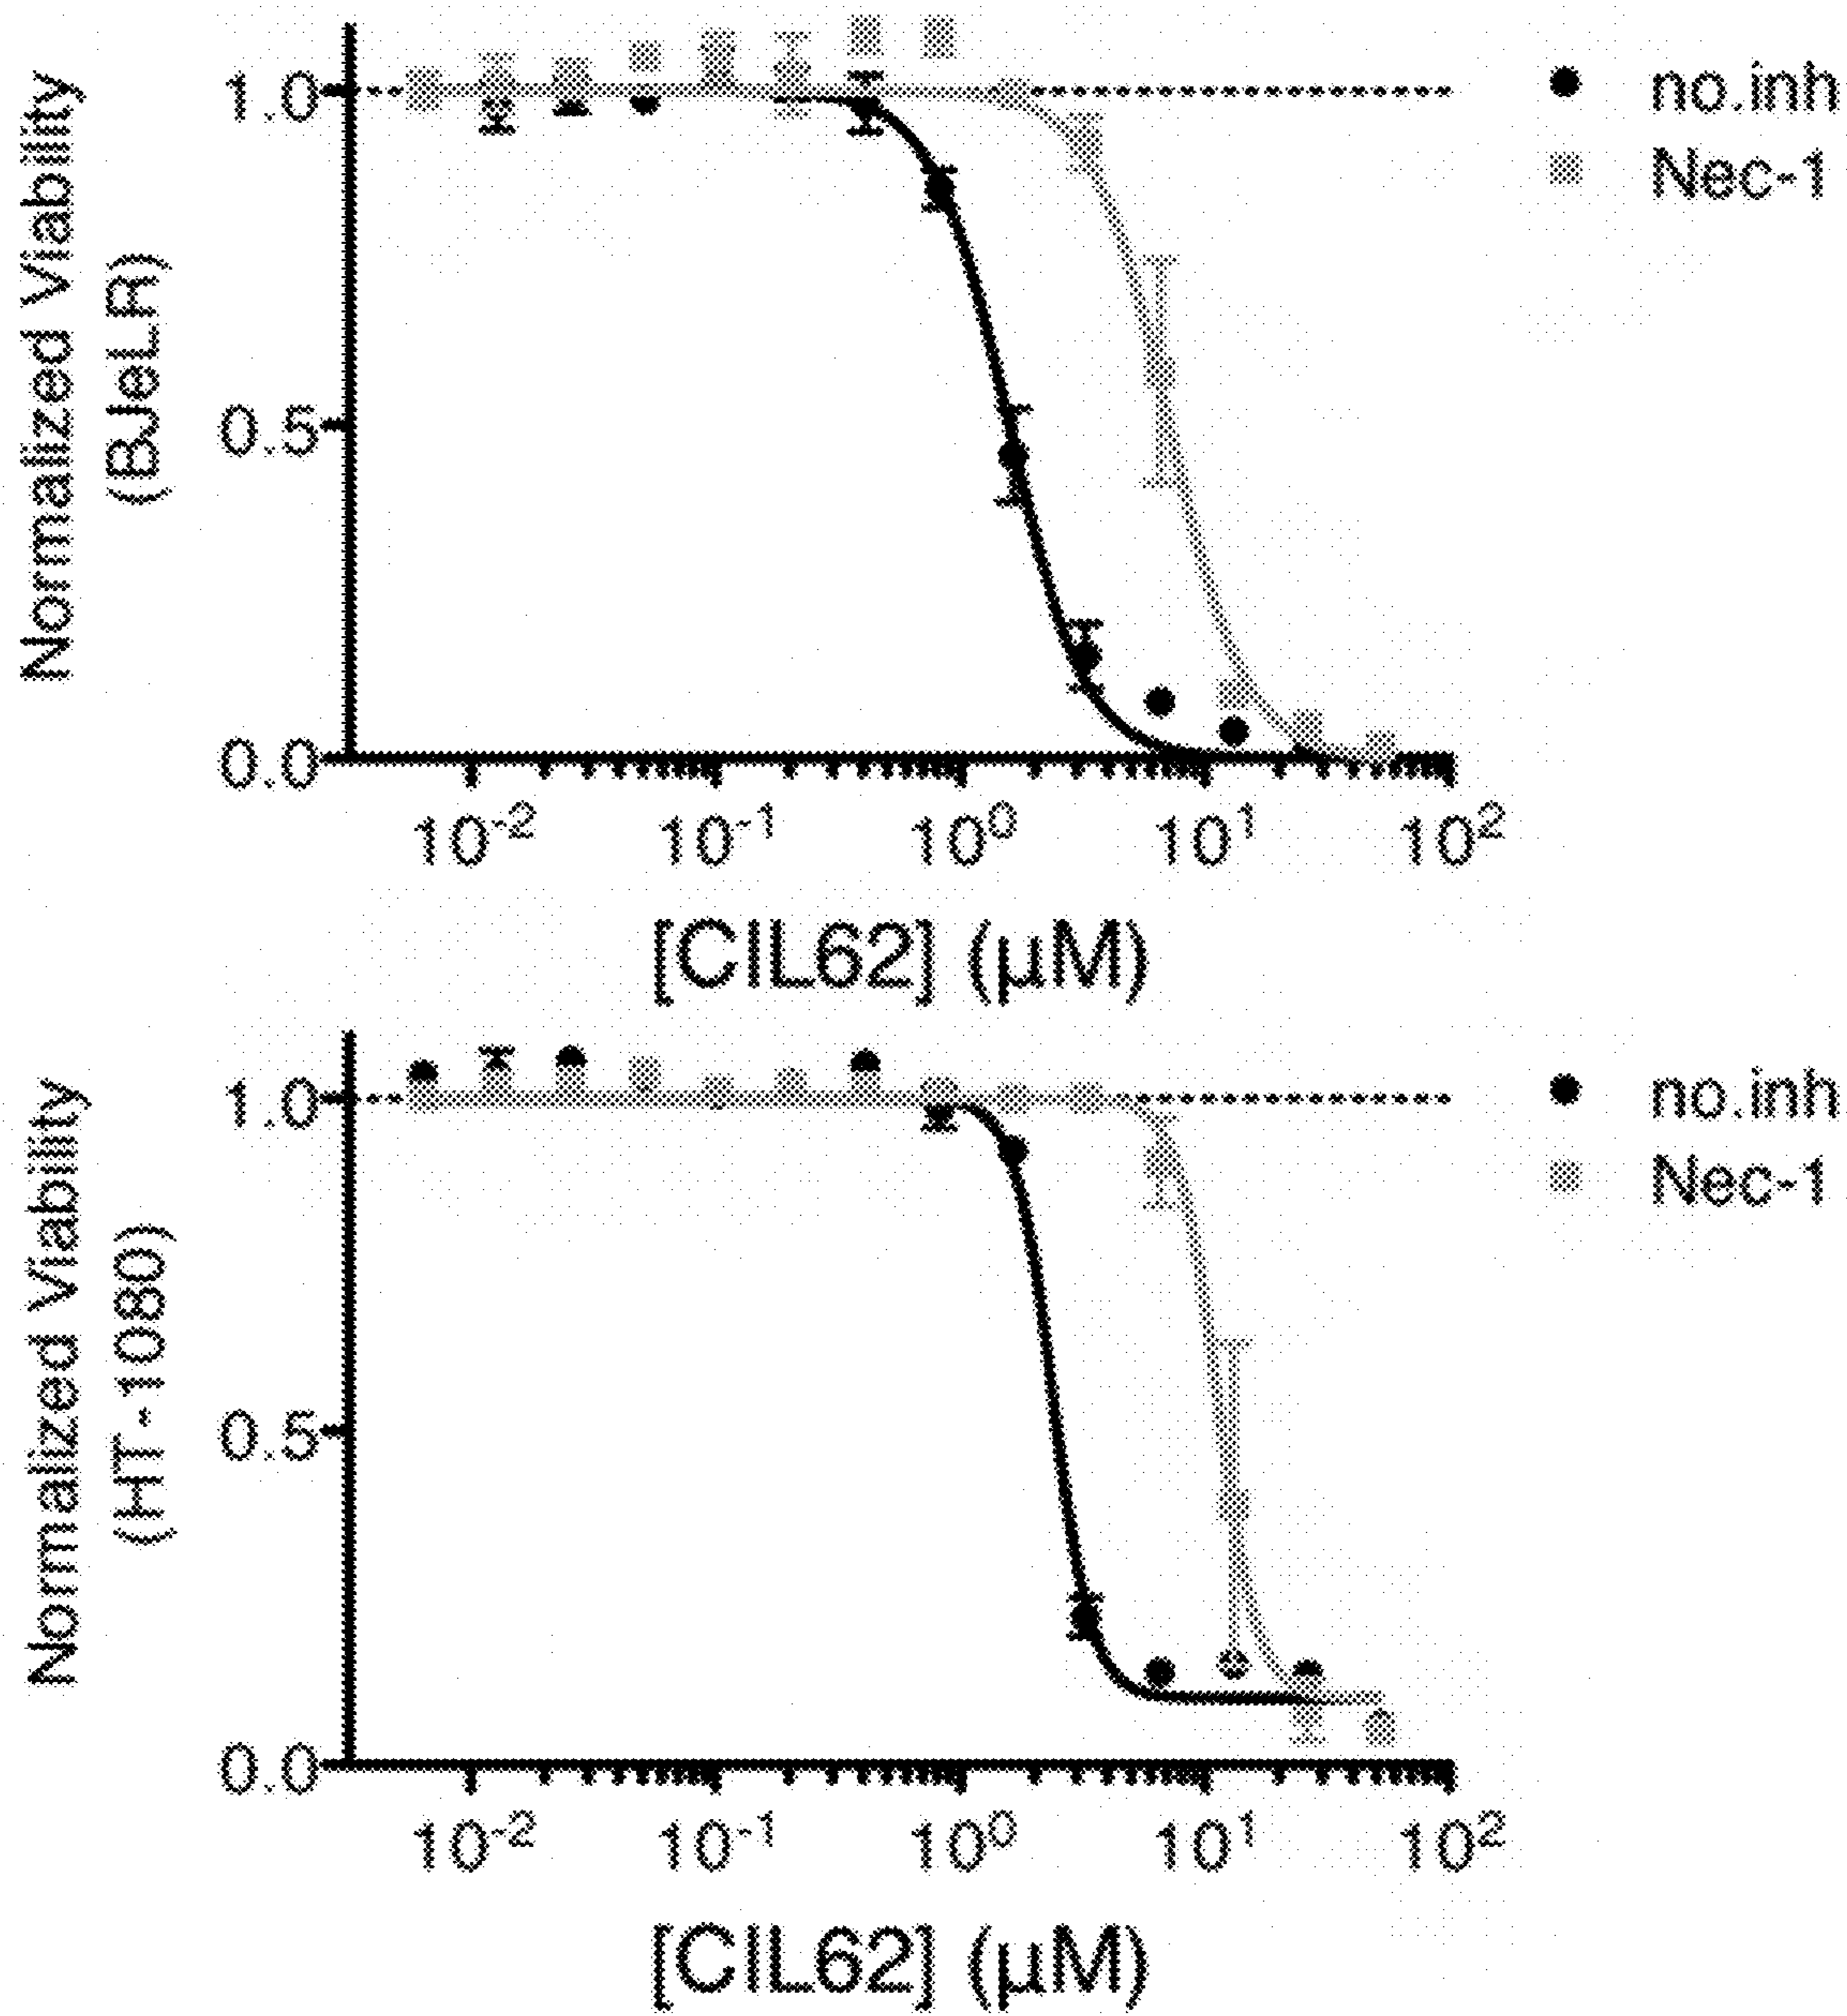 Normalized Viability
(BJeLR)
1.0
0.5
0.0
10-2
10-1
100
101
102
[CIL62] (µM)
no.inh
Nec-1
Normalized Viability
(HT-1080)
1.0
0.5
0.0
10-2
10-1
100
101
102
[CIL62] (µM)
no.inh
Nec-1